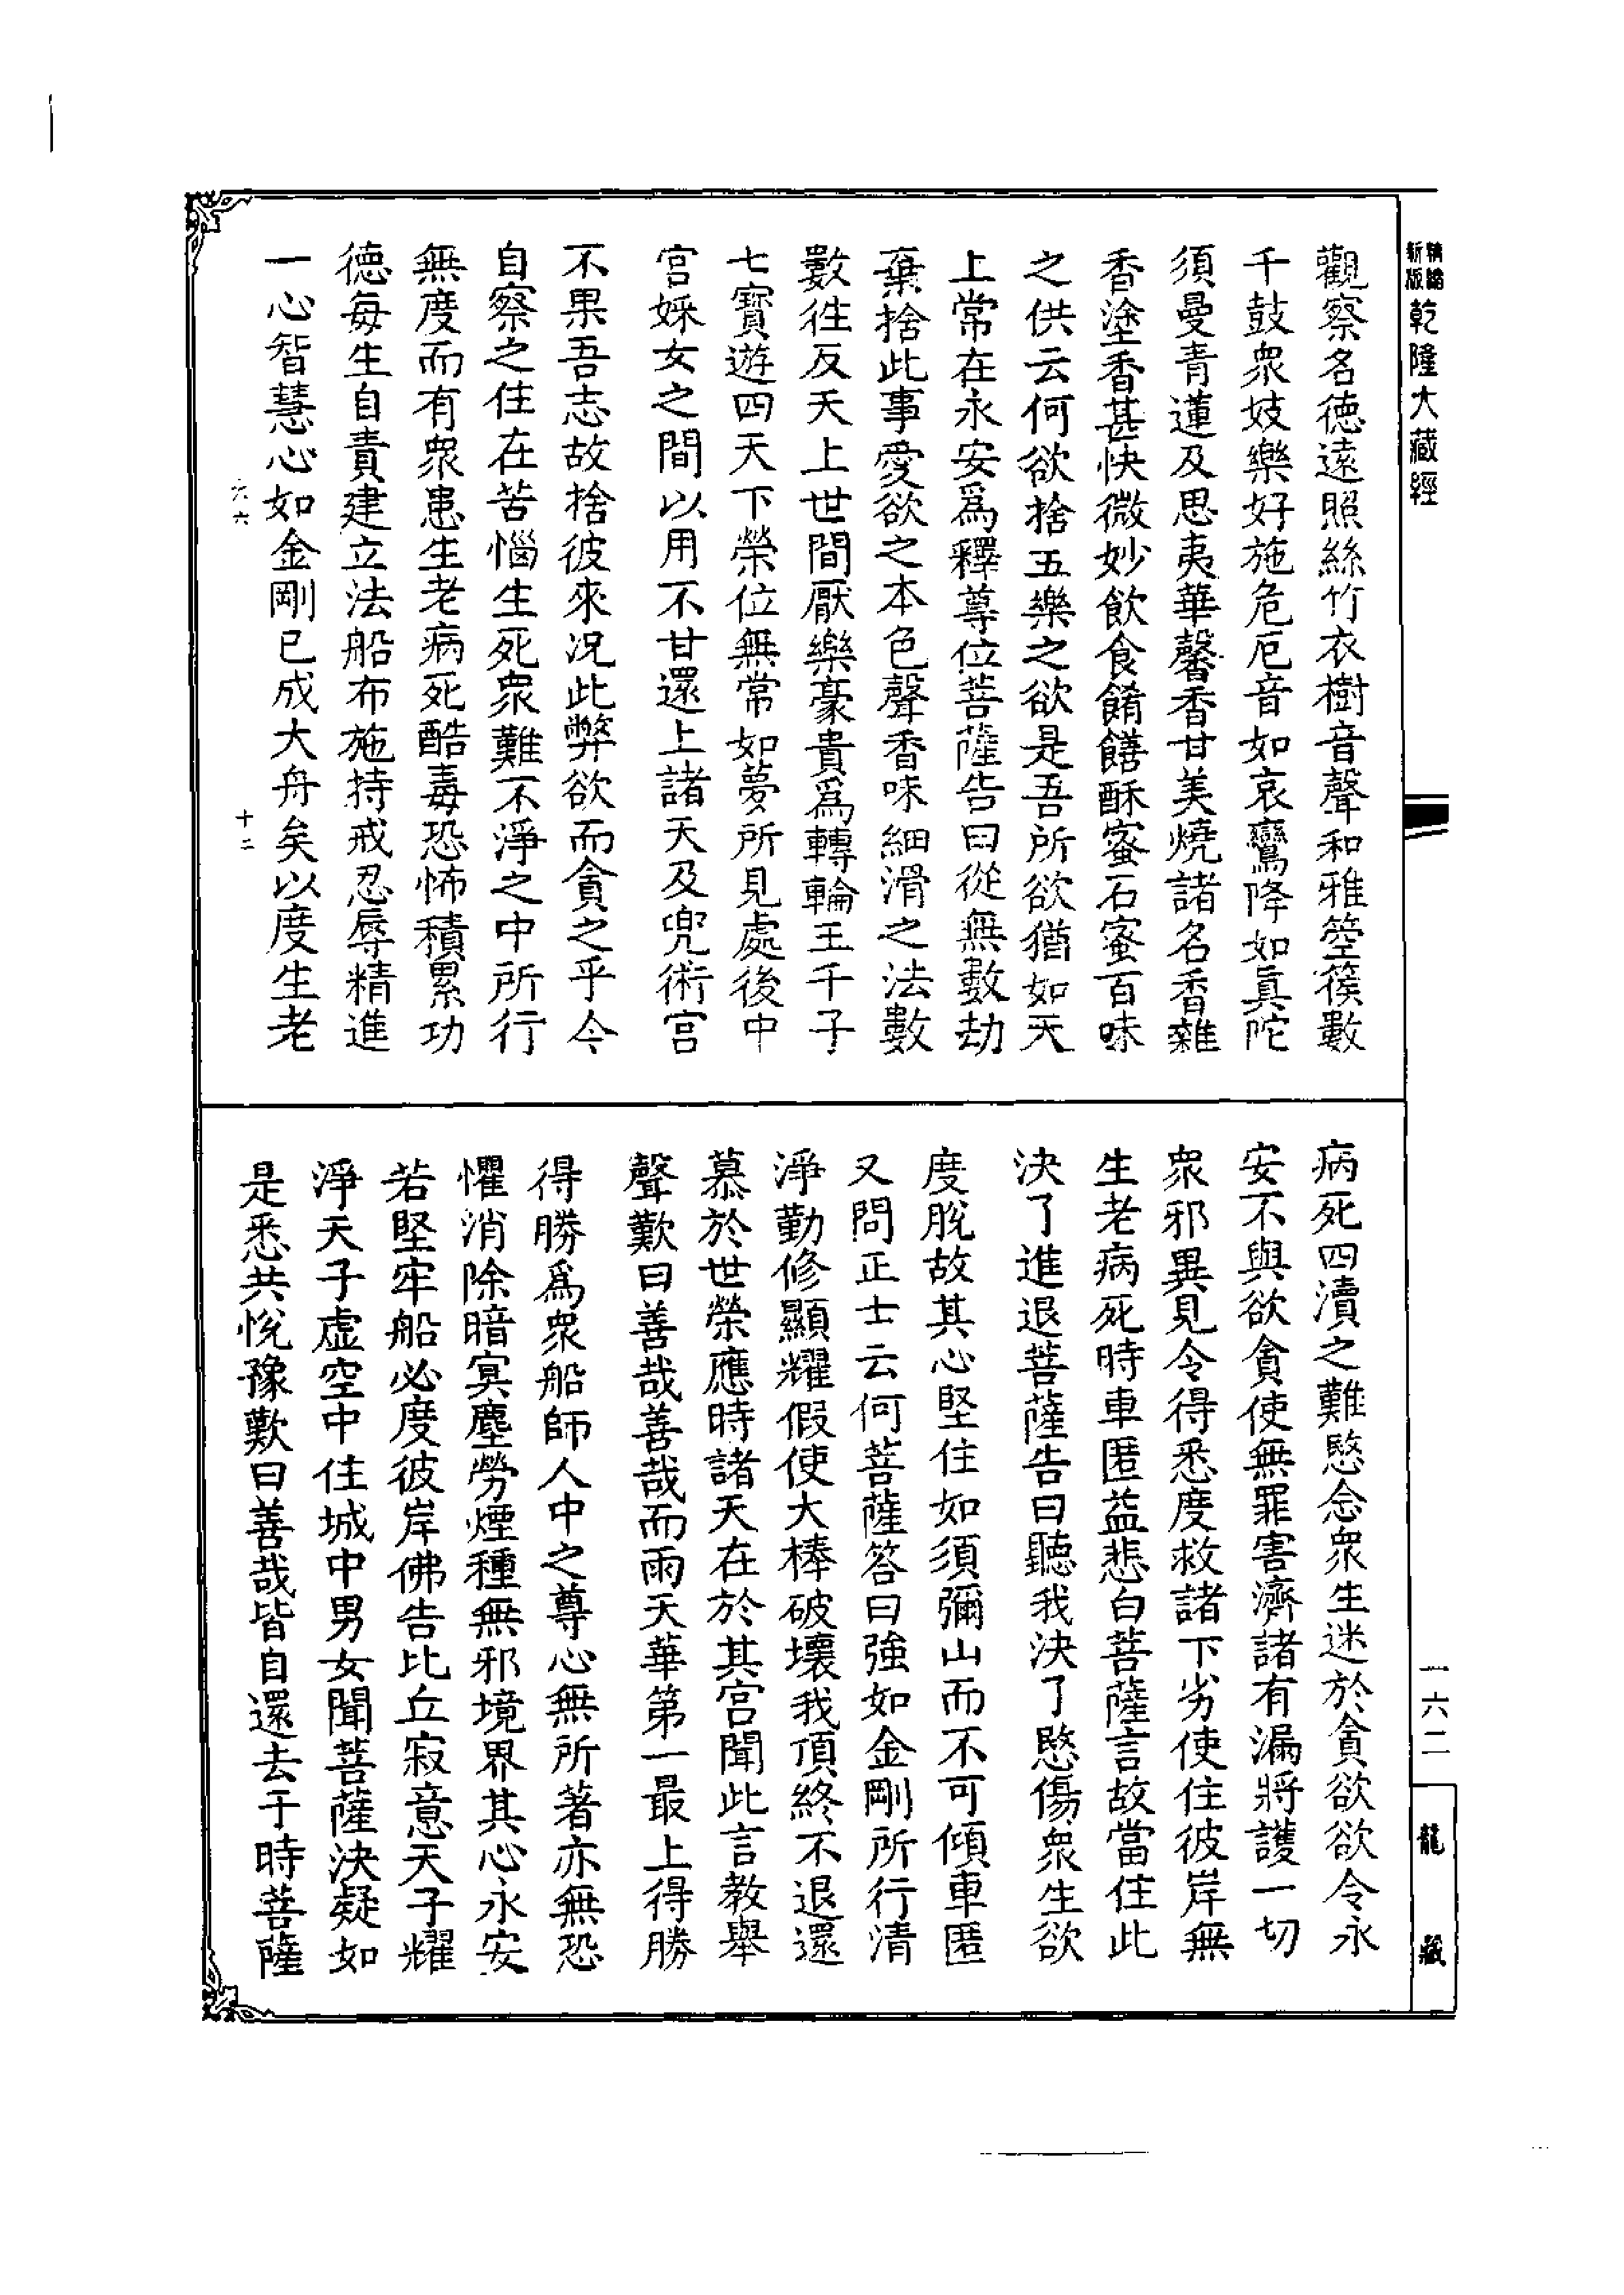 精縮
新版
乾隆大藏經
觀察名德遠照絲竹衣樹音聲和雅箜篌數
千鼓衆妓樂好施危厄音如哀鸞降如眞陀
須曼青蓮及思夷華馨香甘美燒諸名香雜
香塗香甚快微妙飲食餚饍酥蜜石蜜百味
之供云何欲捨五樂之欲是吾所欲猶如天
上常在永安爲釋尊位菩薩告曰從無數劫
棄捨此事愛欲之本色聲香味細滑之法數
數徃反天上世間厭樂豪貴爲轉輪王千子
七寶遊四天下榮位無常如夢所見處後中
宮婇女之間以用不甘還上諸天及兜術宮
不果吾志故捨彼來況此弊欲而貪之乎今
自察之住在苦惱生死衆難不淨之中所行
無度而有衆患生老病死酷毒恐怖積累功
德每生自責建立法船布施持戒忍辱精進
一心智慧心如金剛已成大舟矣以度生老
六六
十二
病死四瀆之難愍念衆生迷於貪欲欲令永
安不與欲貪使無罪害濟諸有漏將護一切
衆邪異見令得悉度救諸下劣使住彼岸無
生老病死時車匿益悲白菩薩言故當住此
決了進退菩薩告曰聽我決了愍傷衆生欲
度脫故其心堅住如須彌山而不可傾車匿
又問正士云何菩薩答曰強如金剛所行清
淨勤修顯耀假使大棒破壞我頂終不退還
慕於世榮應時諸天在於其宮聞此言教舉
聲歎曰善哉善哉而雨天華第一最上得勝
得勝爲衆船師人中之尊心無所著亦無恐
懼消除暗冥塵勞煙種無邪境界其心永安
若堅牢船必度彼岸佛告比丘寂意天子耀
淨天子虛空中住城中男女聞菩薩決疑如
是悉共悅豫歎曰善哉皆自還去于時菩薩
一六二
龍藏